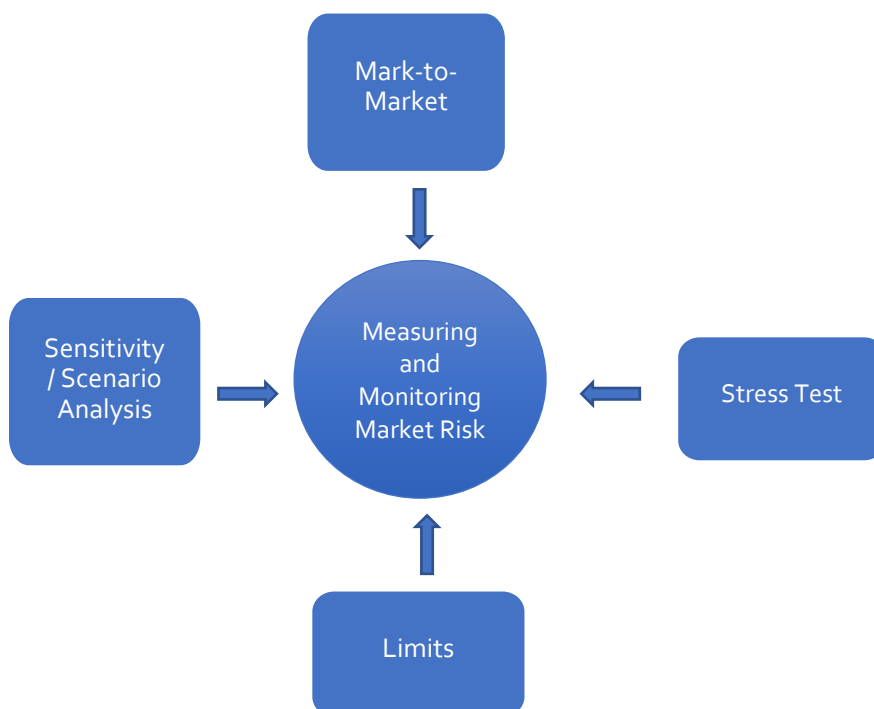 Mark-to-
Market
Sensitivity
/ Scenario
Analysis
Measuring
and
Monitoring
Market Risk
Stress Test
Limits